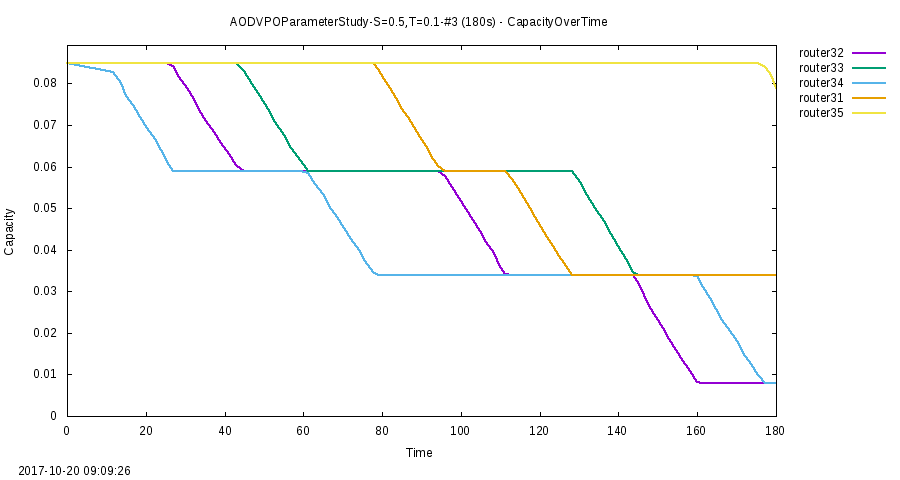 AODVPOParameterStudy-S=0.5,T=0.1-#3 (180s) - CapacityOverTime
router32
router33
router34
router31
router35
0.08
0.07
0.06
0.05
0.04
0.03
0.02
0.01
0
Capacity
0 20 40 60 80 100 120 140 160 180
Time
2017-10-20 09:09:26